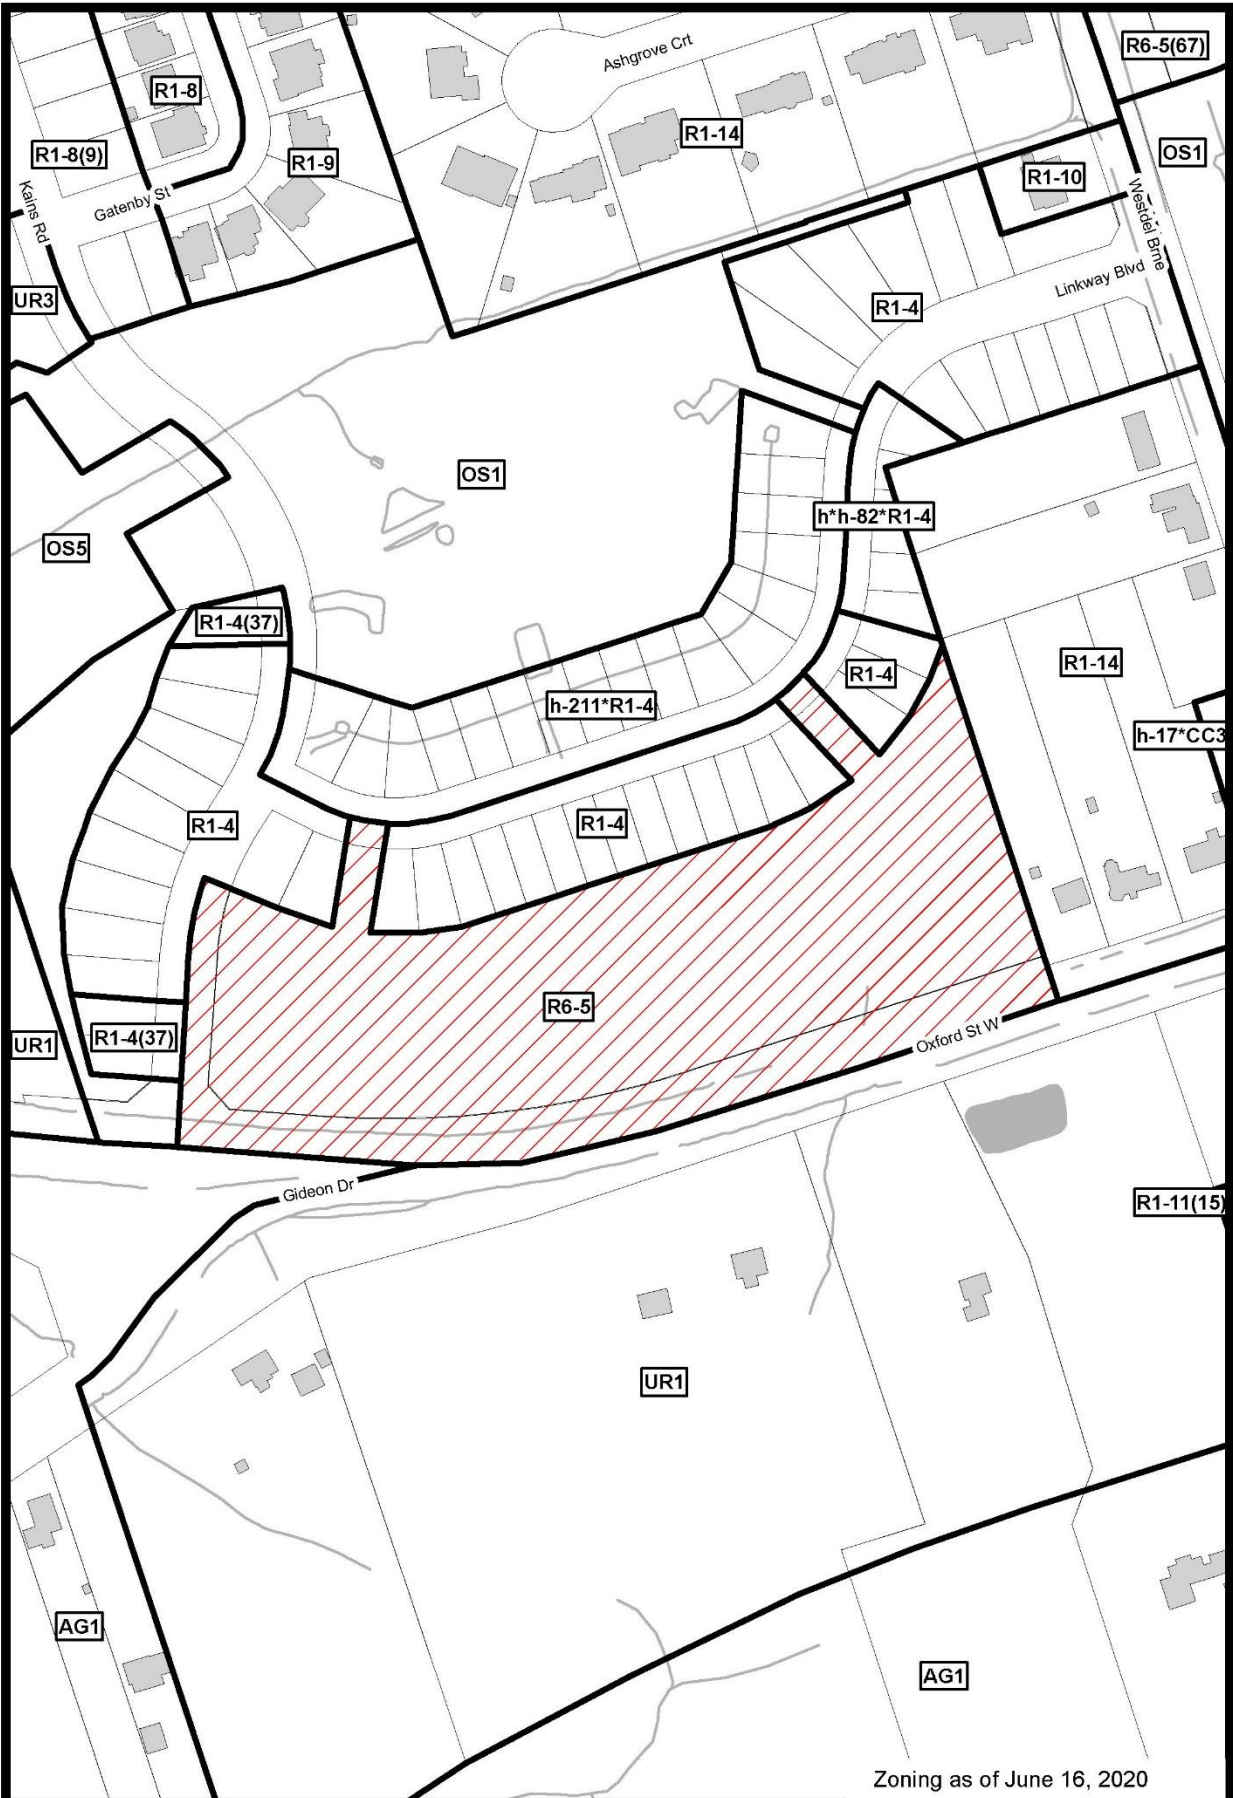 Ashgrove Crt
R6-5(67)
R1-8
R1-14
R1-8(9)
R1-9
OS1
R1-10
Kains Rd
Gatenby St
Westdel Brne
Linkway Blvd
UR3
R1-4
OS1
h*h-82*R1-4
OS5
R1-4(37)
R1-14
R1-4
h-211*R1-4
h-17*CC3
R1-4
R1-4
R6-5
R1-4(37)
UR1
Oxford St W
Gideon Dr
R1-11(15)
UR1
AG1
AG1
Zoning as of June 16, 2020